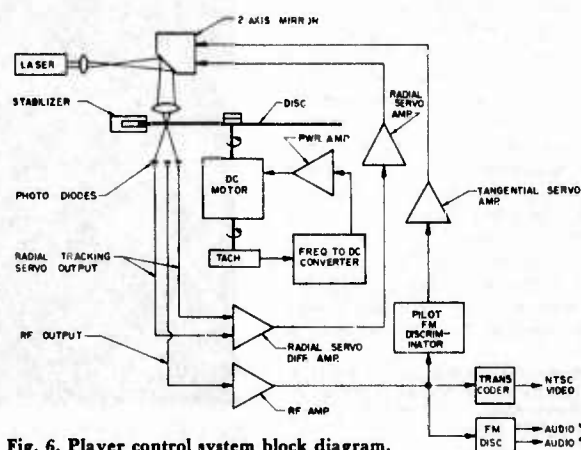 2 AXIS MIRROR
LASER
STABILIZER
DISC
RADIAL
SERVO
AMP
PWR AMP
PHOTO DIODES
DC
MOTOR
TANGENTIAL SERVO
AMP.
RADIAL TRACKING
SERVO OUTPUT
TACH
FREQ TO DC
CONVERTER
PILOT
FM
DISCRIM-
INATOR
RF OUTPUT
RADIAL SERVO
DIFF AMP.
TRANS
CODER
NTSC
VIDEO
RF AMP
FM
DISC
AUDIO
AUDIO
Fig. 6. Player control system block diagram.